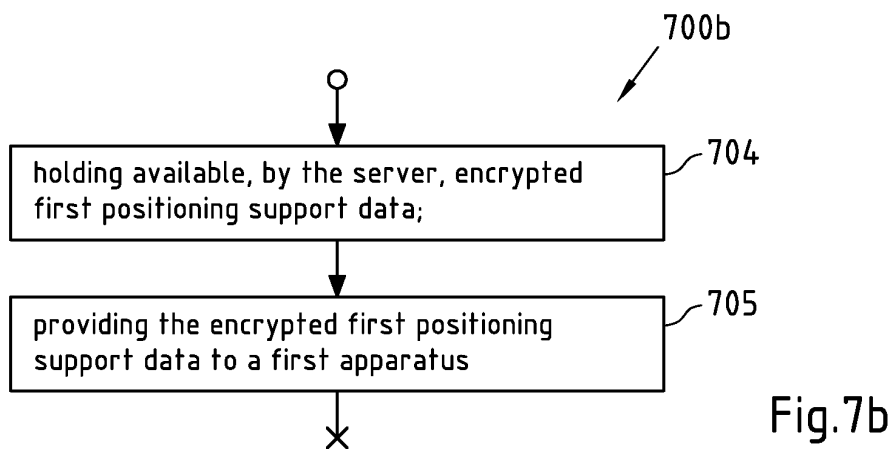 700b
704
holding available, by the server, encrypted
first positioning support data;
705
providing the encrypted first positioning
support data to a first apparatus
Fig.7b